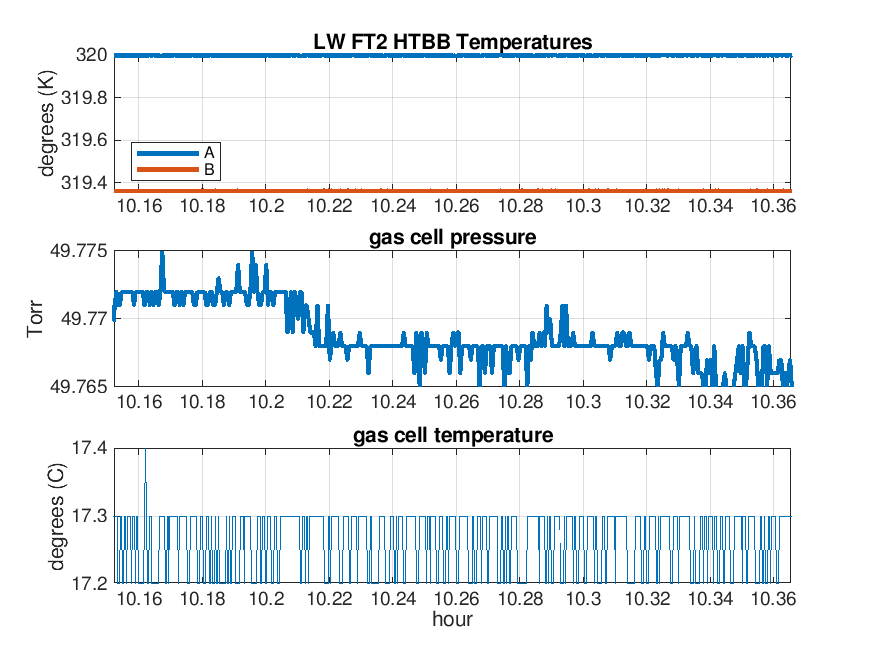 LW FT2 HTBB Temperatures
degrees (K)
320
319.8
319.6
319.4
A
B
10.16 10.18 10.2 10.22 10.24 10.26 10.28 10.3 10.32 10.34 10.36
gas cell pressure
Torr
49.775
49.77
49.765
10.16 10.18 10.2 10.22 10.24 10.26 10.28 10.3 10.32 10.34 10.36
gas cell temperature
degrees (C)
17.4
17.3
17.2
10.16 10.18 10.2 10.22 10.24 10.26 10.28 10.3 10.32 10.34 10.36
hour